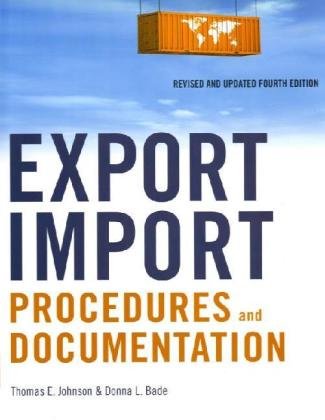 REVISED AND UPDATED FOURTH EDITION
EXPORT
IMPORT
PROCEDURES and
DOCUMENTATION
Thomas E. Johnson & Donna L. Bade